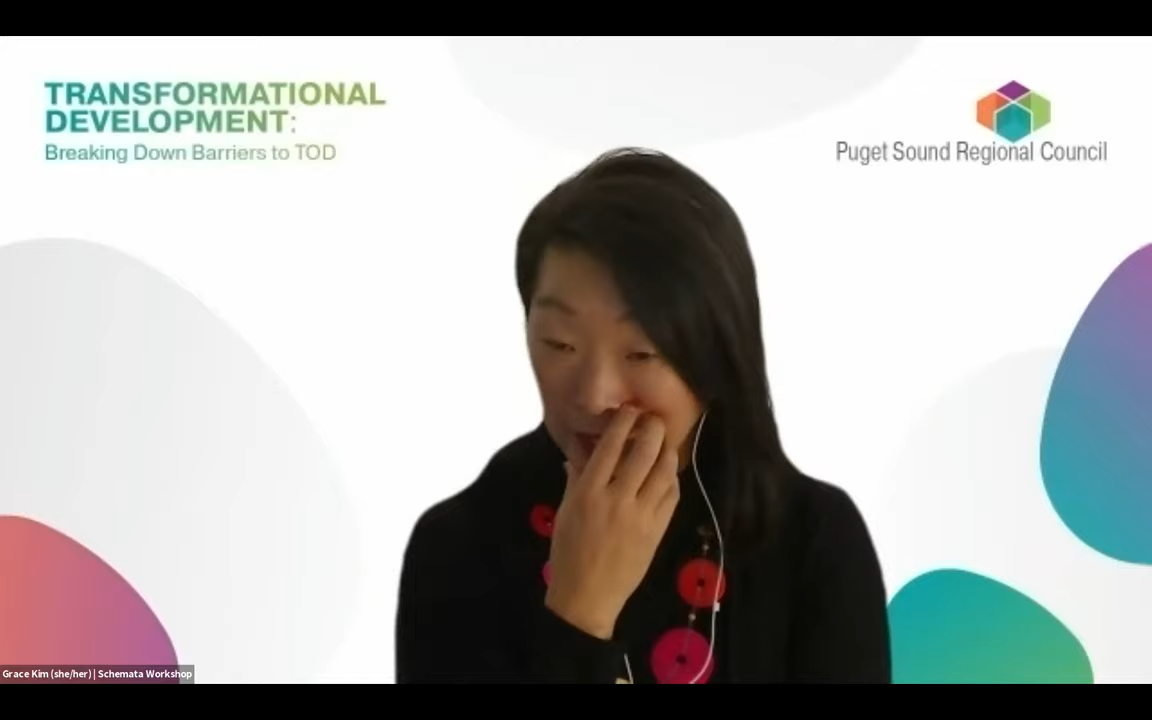 TRANSFORMATIONAL
DEVELOPMENT:
Breaking Down Barriers to TOD
Puget Sound Regional Council
Grace Kim (she/her) | Schemata Workshop